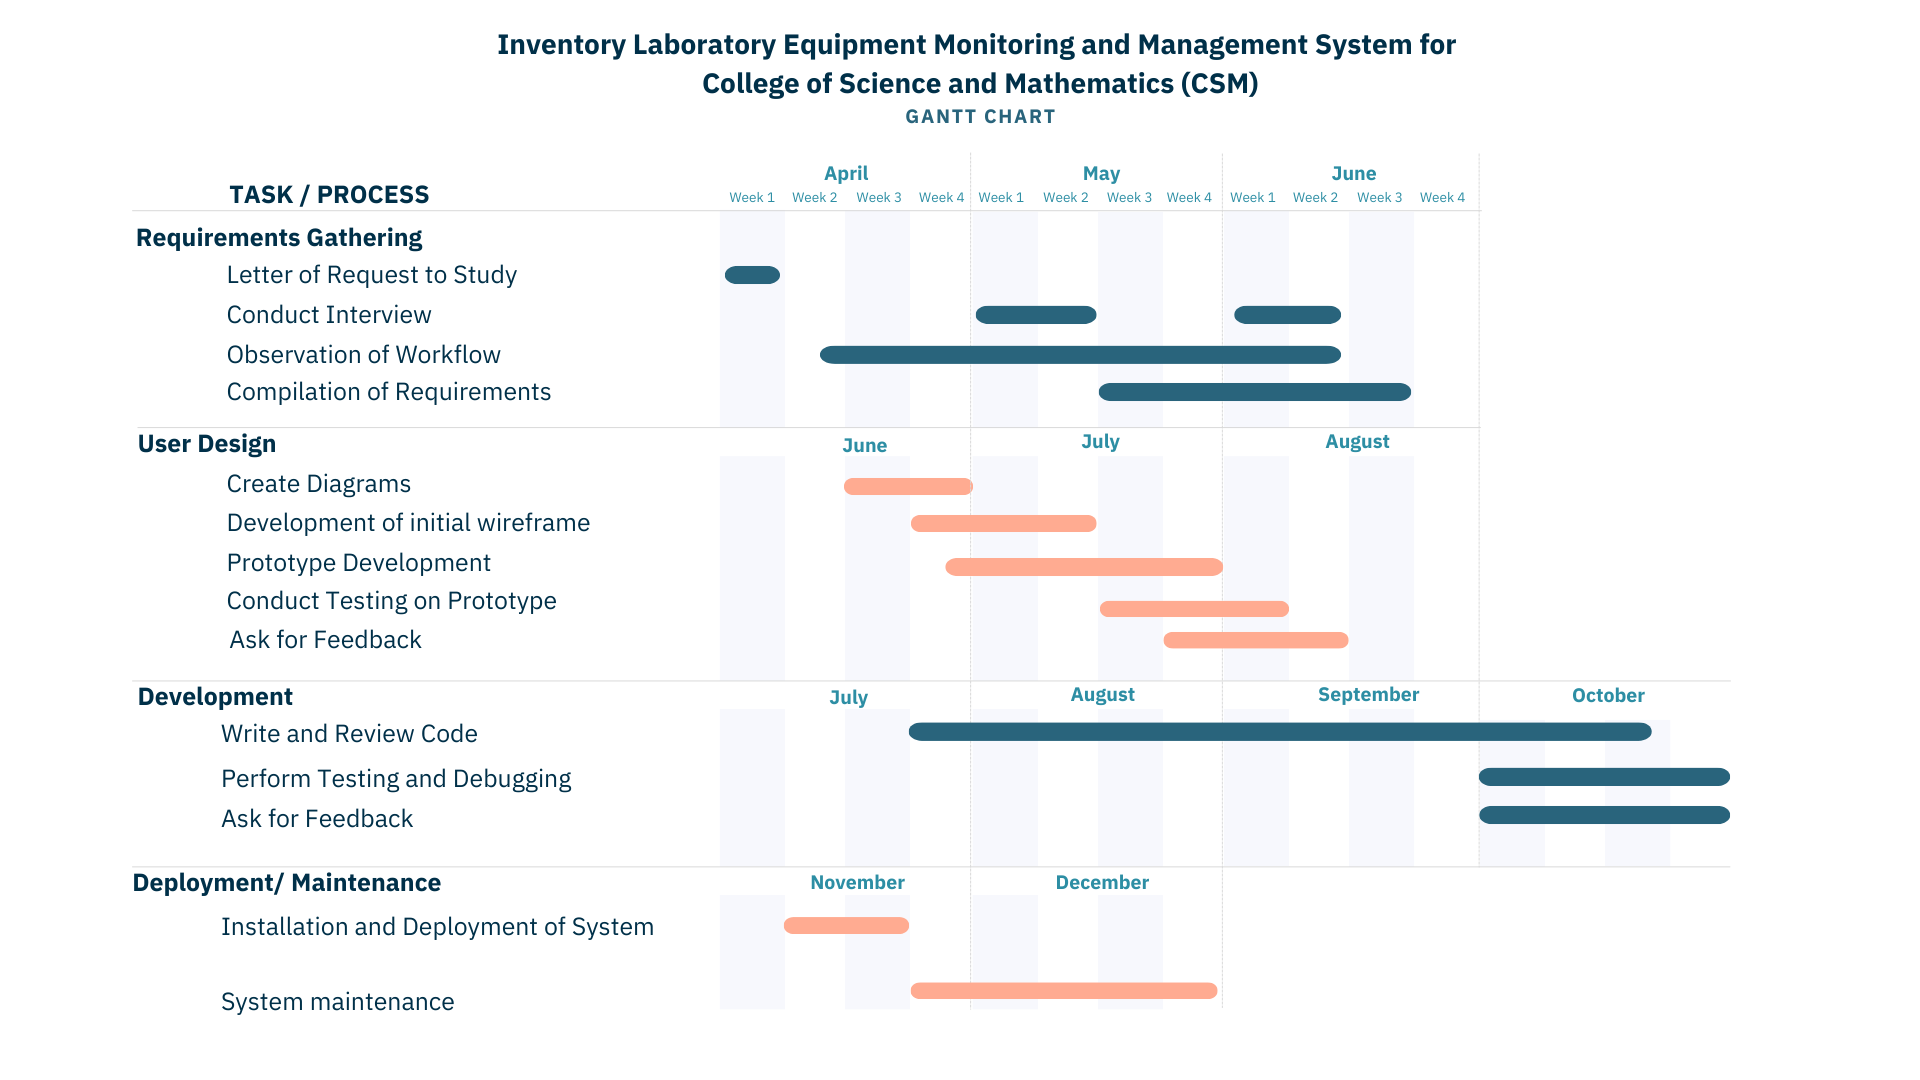 Inventory Laboratory Equipment Monitoring and Management System for
College of Science and Mathematics (CSM)
GANTT CHART
April May June
TASK / PROCESS
Week 1 Week 2 Week 3 Week 4 Week 1 Week 2 Week 3 Week 4 Week 1 Week 2 Week 3 Week 4
Requirements Gathering
Letter of Request to Study
Conduct Interview
Observation of Workflow
Compilation of Requirements
User Design June July August
Create Diagrams
Development of initial wireframe
Prototype Development
Conduct Testing on Prototype
Ask for Feedback
Development July August September October
Write and Review Code
Perform Testing and Debugging
Ask for Feedback
Deployment/ Maintenance November December
Installation and Deployment of System
System maintenance